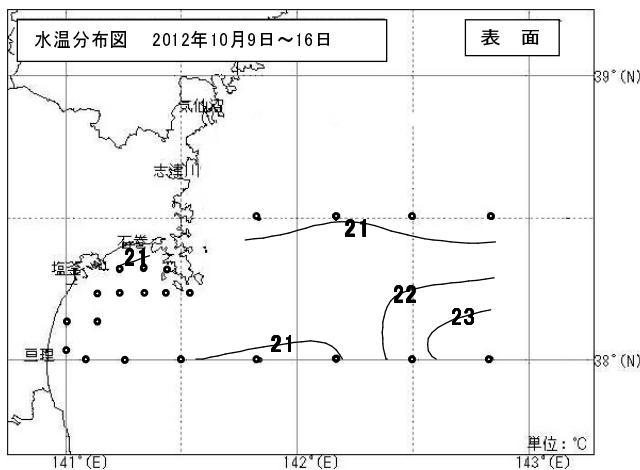 水温分布図 2012年10月9日～16日
表 面
39°(N)
気仙沼
志津川
21
石巻
21
塩釜
22
23
21
亘理
38°(N)
単位:℃
141°(E)
142°(E)
143°(E)